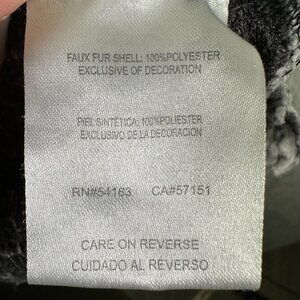 FAUX FUR SHELL: 100%POLYESTER
EXCLUSIVE OF DECORATION
PIEL SINTÉTICA: 100%POLIESTER
EXCLUSIVO DE LA DECORACIÓN
RN#54163 CA#57151
CARE ON REVERSE
CUIDADO AL REVERSO